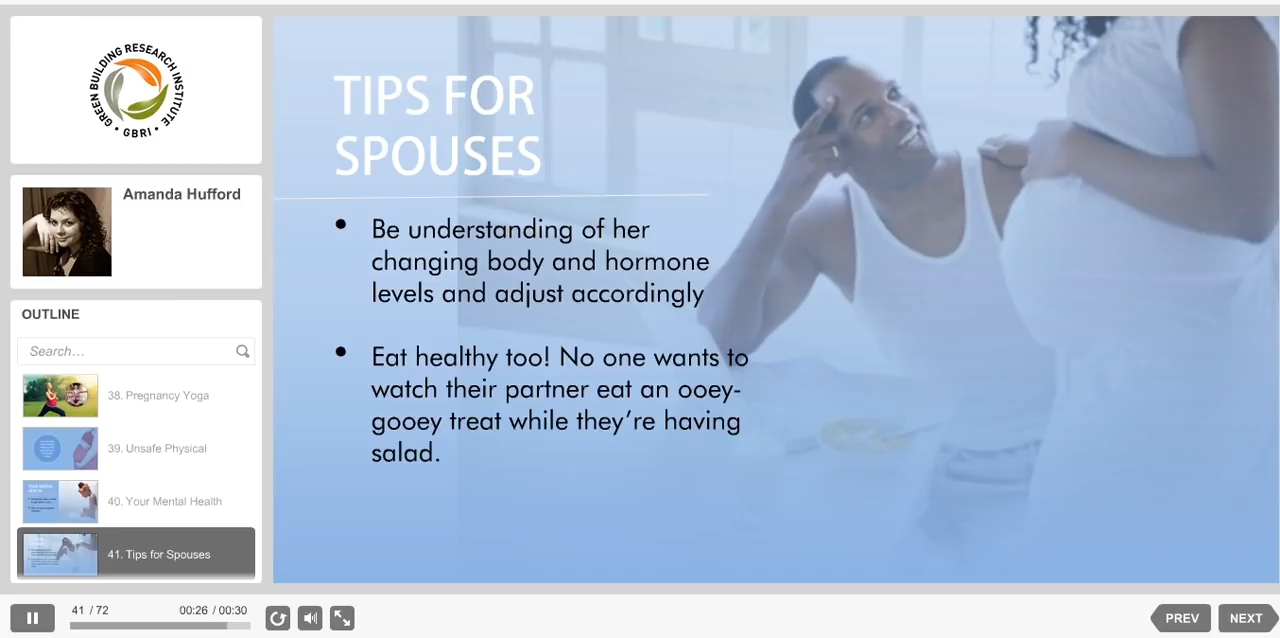 GREEN BUILDING RESEARCH INSTITUTE
• GBRI •
Amanda Hufford
OUTLINE
Search...
38. Pregnancy Yoga
39. Unsafe Physical
40. Your Mental Health
41. Tips for Spouses
TIPS FOR
SPOUSES
• Be understanding of her
changing body and hormone
levels and adjust accordingly
• Eat healthy too! No one wants to
watch their partner eat an ooey-
gooey treat while they’re having
salad.
41 / 72
00:26 / 00:30
PREV
NEXT